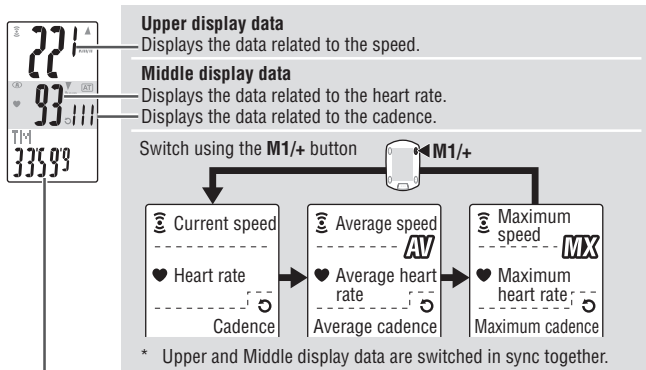 Upper display data
Displays the data related to the speed.
Middle display data
Displays the data related to the heart rate.
Displays the data related to the cadence.
221
AT
93
111
TM
33'59"9
Switch using the M1/+ button
M1/+
Current speed
Heart rate
Cadence
Average speed
AV
Average heart
rate
Average cadence
Maximum
speed
MX
Maximum
heart rate
Maximum cadence
* Upper and Middle display data are switched in sync together.